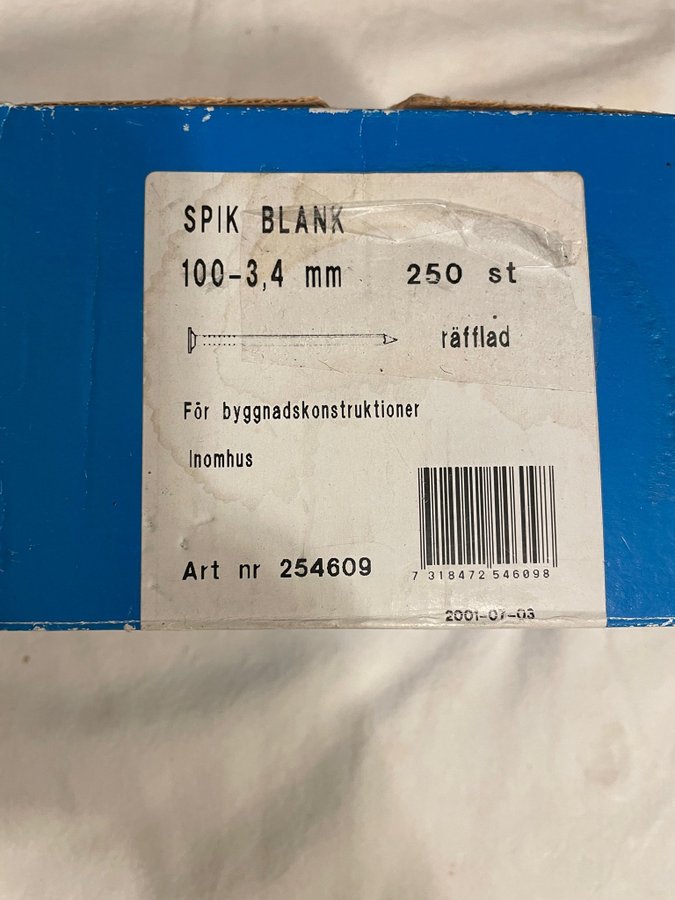 SPIK BLANK
100-3,4 mm 250 st
räfflad
För byggnadskonstruktioner
Inomhus
Art nr 254609
7 318472 546098
2001-07-03